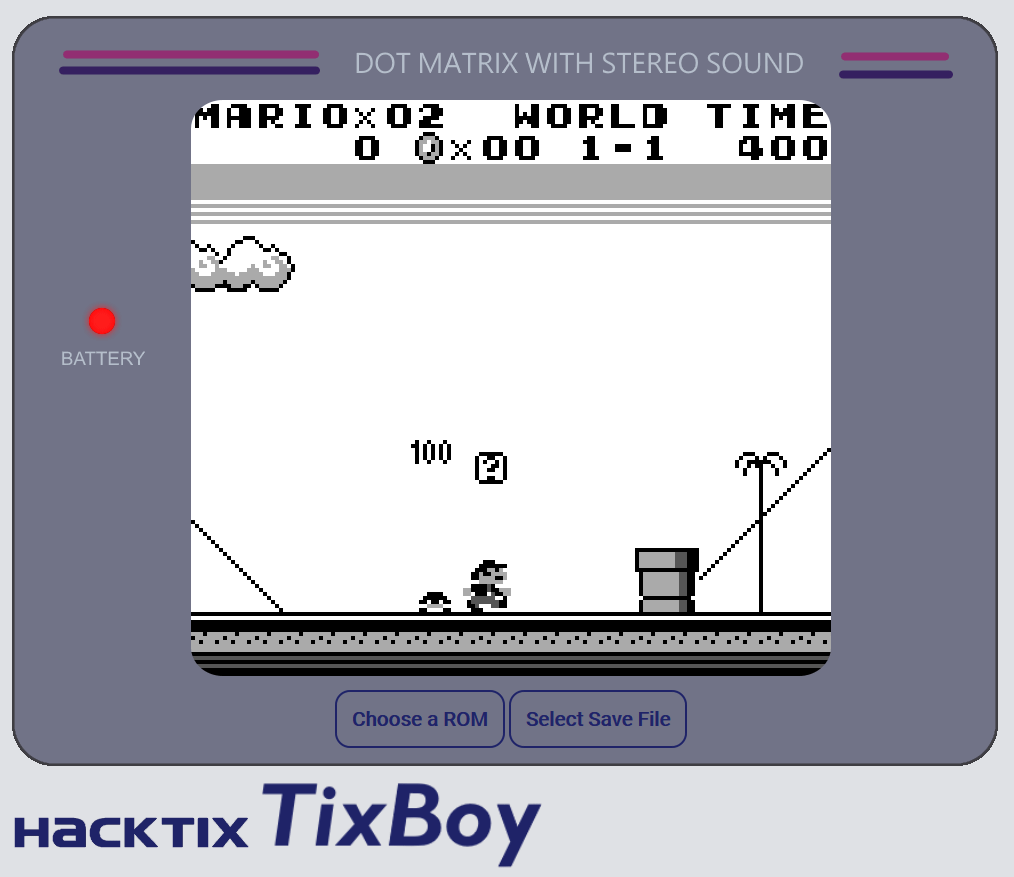 DOT MATRIX WITH STEREO SOUND
MARIO×02 WORLD TIME
0 0×00 1-1 400
BATTERY
100
?
Choose a ROM Select Save File
HACKTIX TixBoy